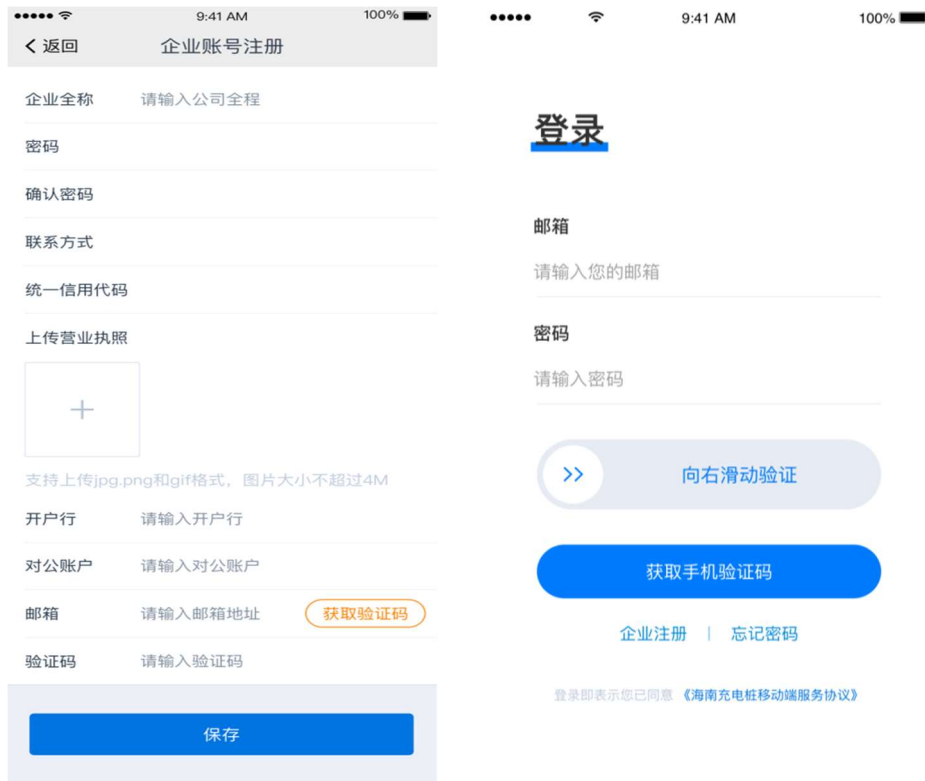 9:41 AM
100%
返回
企业账号注册
企业全称 请输入公司全程
密码
确认密码
联系方式
统一信用代码
上传营业执照
支持上传jpg.png和gif格式，图片大小不超过4M
开户行 请输入开户行
对公账户 请输入对公账户
邮箱 请输入邮箱地址 获取验证码
验证码 请输入验证码
保存
9:41 AM
100%
登录
邮箱
请输入您的邮箱
密码
请输入密码
向右滑动验证
获取手机验证码
企业注册 | 忘记密码
登录即表示您已同意《海南充电桩移动端服务协议》